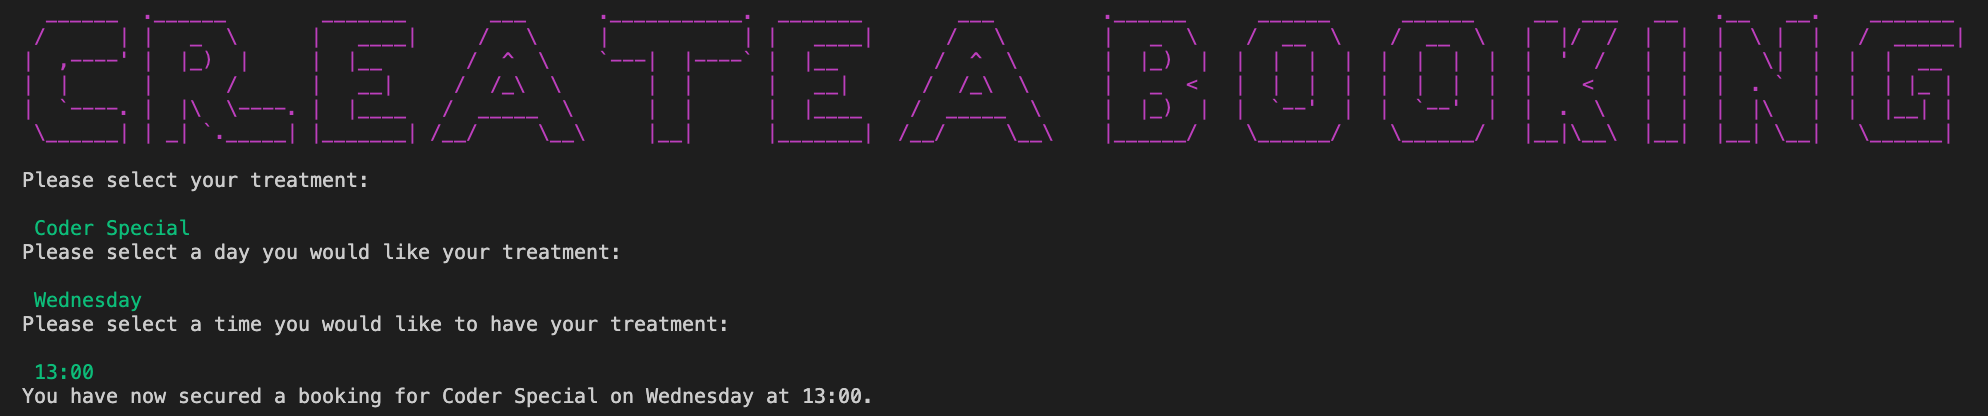 CREATE A BOOKING
Please select your treatment:
Coder Special
Please select a day you would like your treatment:
Wednesday
Please select a time you would like to have your treatment:
13:00
You have now secured a booking for Coder Special on Wednesday at 13:00.